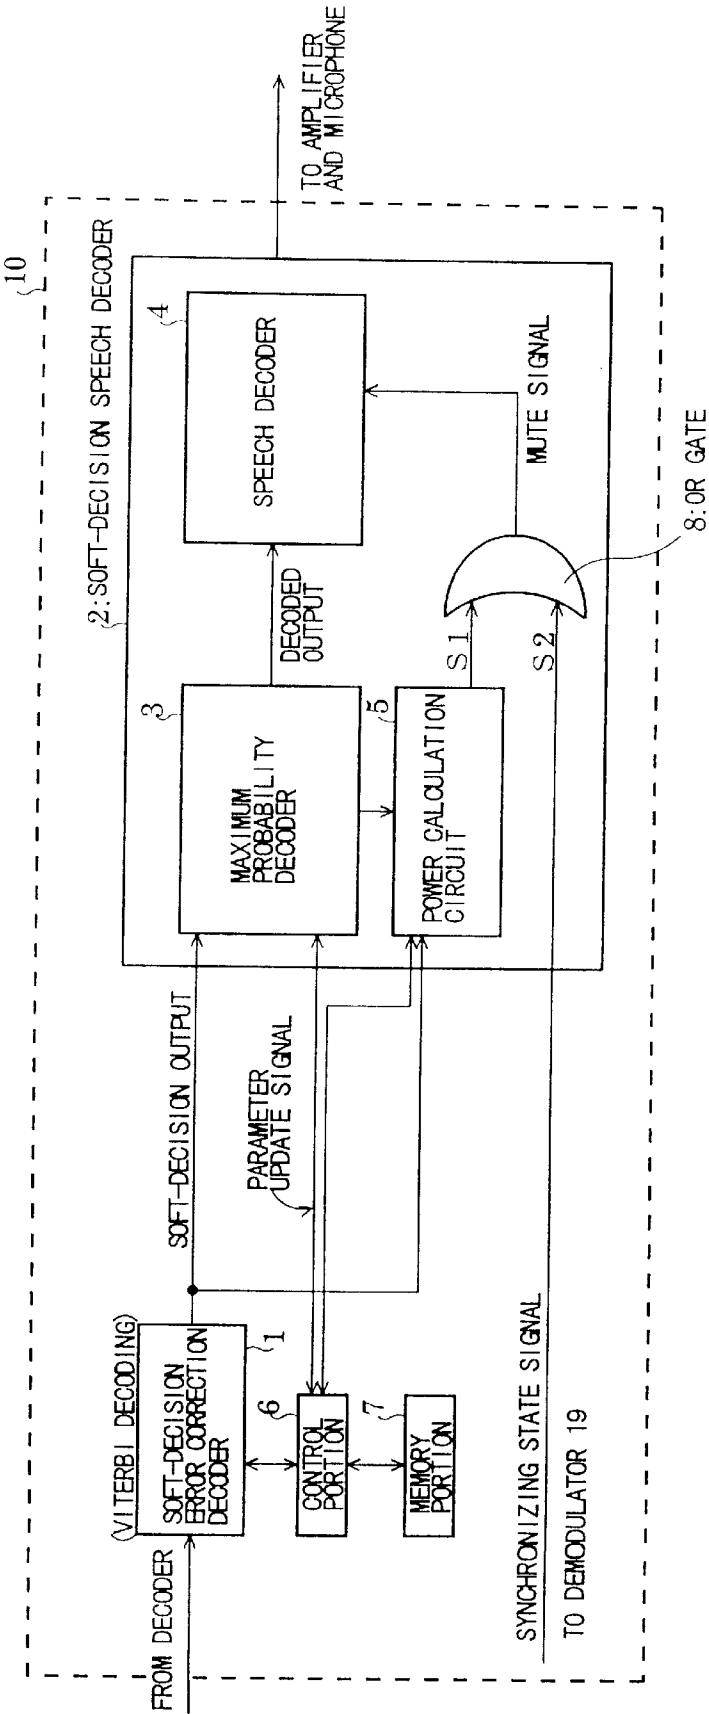 10
2:SOFT-DECISION SPEECH DECODER
TO AMPLIFIER
AND MICROPHONE
(VITERBI DECODING)
FROM DECODER
SOFT-DECISION
ERROR CORRECTION
DECODER
1
SOFT-DECISION OUTPUT
3
MAXIMUM
PROBABILITY
DECODER
DECODED
OUTPUT
4
SPEECH DECODER
PARAMETER
UPDATE SIGNAL
6
CONTROL
PORTION
7
MEMORY
PORTION
5
POWER CALCULATION
CIRCUIT
S1
S2
MUTE SIGNAL
8:OR GATE
SYNCHRONIZING STATE SIGNAL
TO DEMODULATOR 19